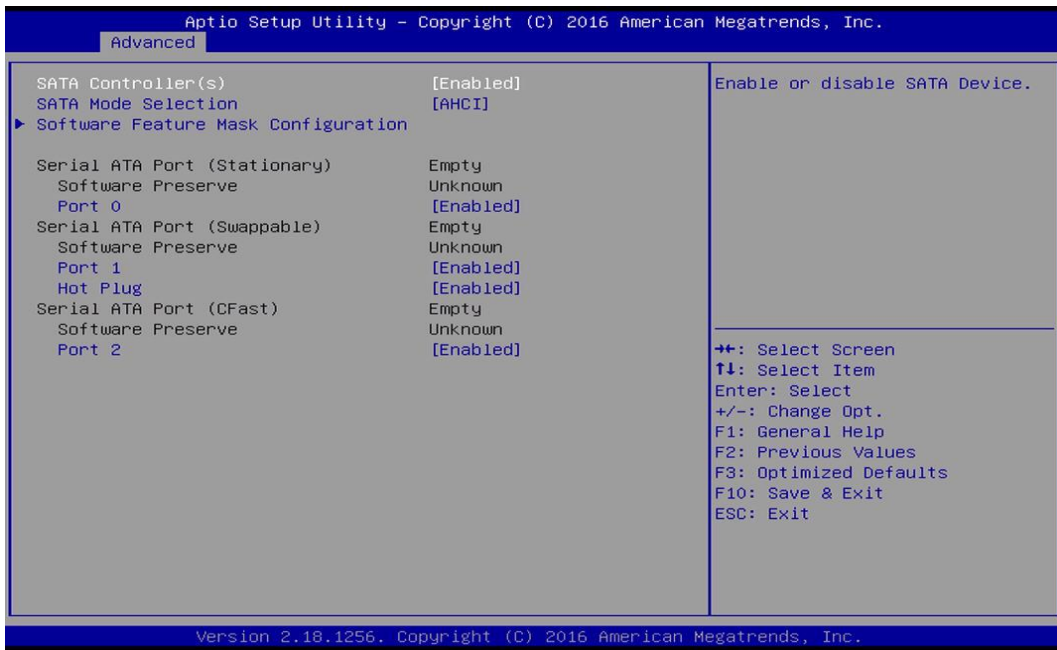 Aptio Setup Utility – Copyright (C) 2016 American Megatrends, Inc.
Advanced
SATA Controller(s) [Enabled]
SATA Mode Selection [AHCI]
▶ Software Feature Mask Configuration
Serial ATA Port (Stationary) Empty
Software Preserve Unknown
Port 0 [Enabled]
Serial ATA Port (Swappable) Empty
Software Preserve Unknown
Port 1 [Enabled]
Hot Plug [Enabled]
Serial ATA Port (CFast) Empty
Software Preserve Unknown
Port 2 [Enabled]
Enable or disable SATA Device.
→←: Select Screen
↑↓: Select Item
Enter: Select
+/-: Change Opt.
F1: General Help
F2: Previous Values
F3: Optimized Defaults
F10: Save & Exit
ESC: Exit
Version 2.18.1256. Copyright (C) 2016 American Megatrends, Inc.